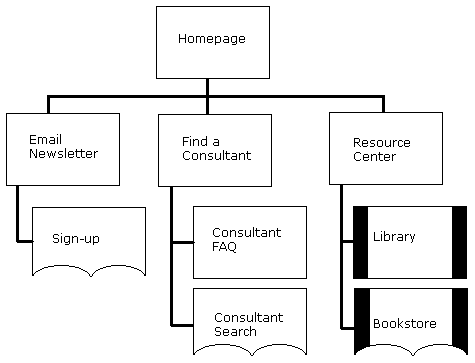 Homepage
Email
Newsletter
Find a
Consultant
Resource
Center
Sign-up
Consultant
FAQ
Library
Consultant
Search
Bookstore